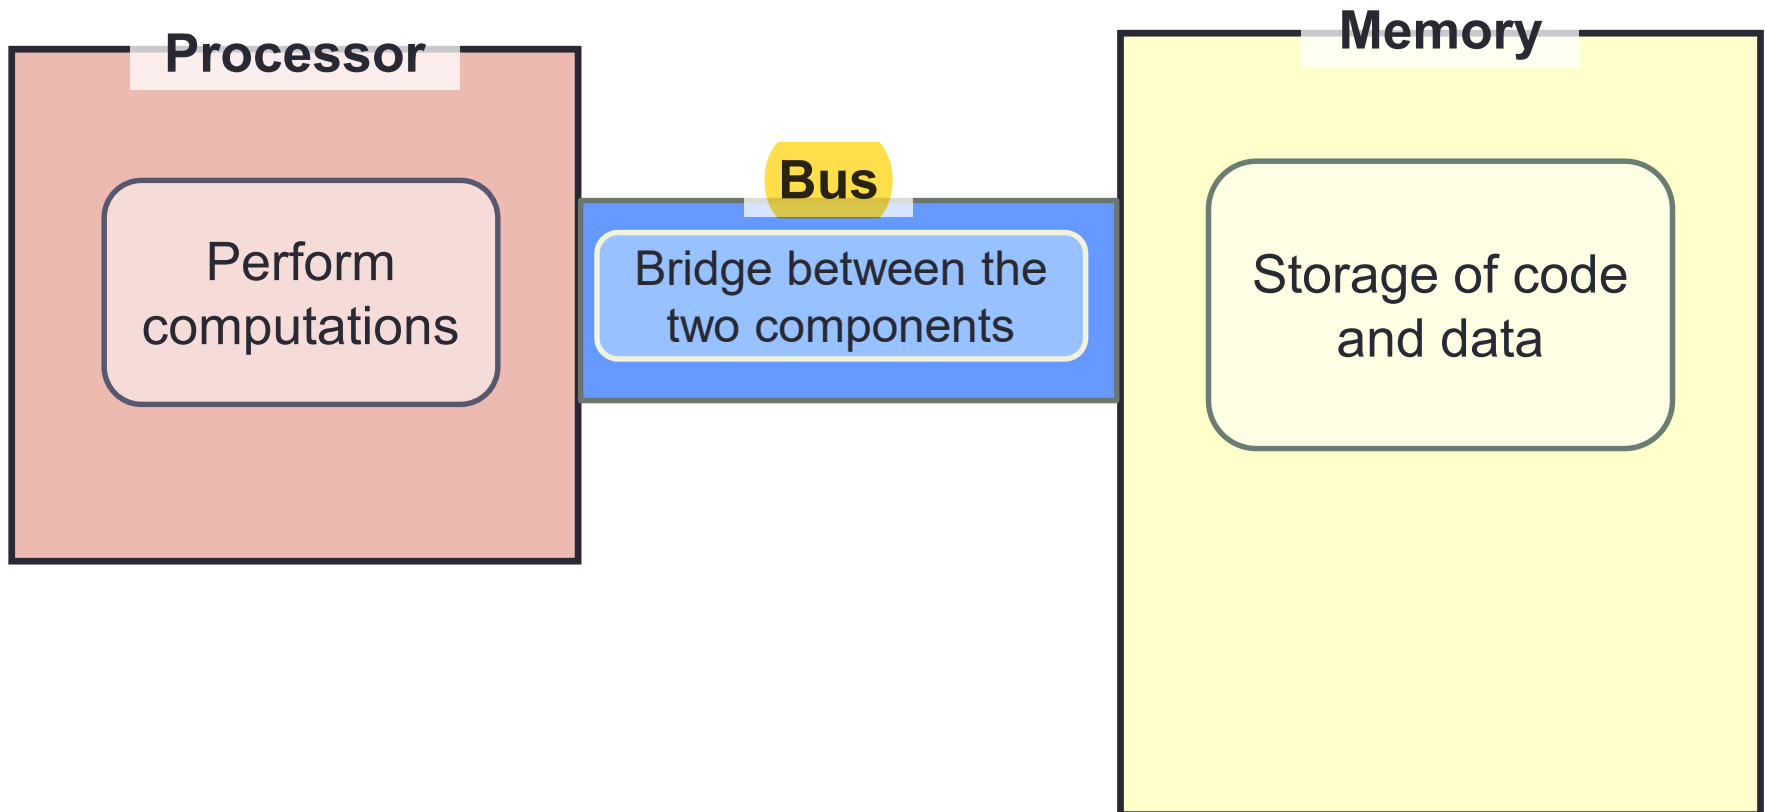 Processor
Perform
computations
Bus
Bridge between the
two components
Memory
Storage of code
and data